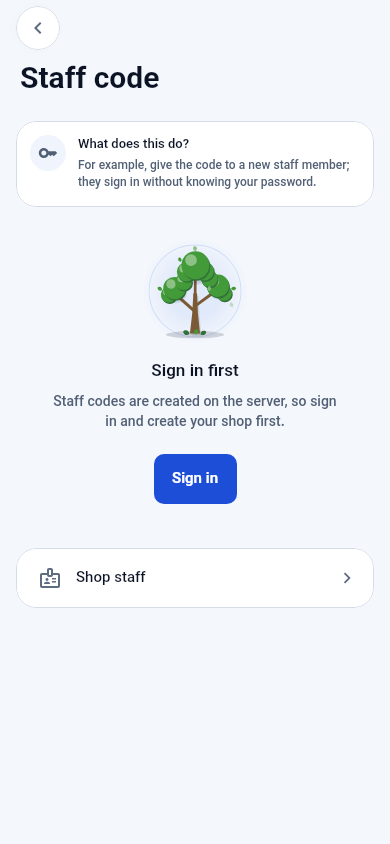 Staff code
What does this do?
For example, give the code to a new staff member;
they sign in without knowing your password.
Sign in first
Staff codes are created on the server, so sign
in and create your shop first.
Sign in
Shop staff